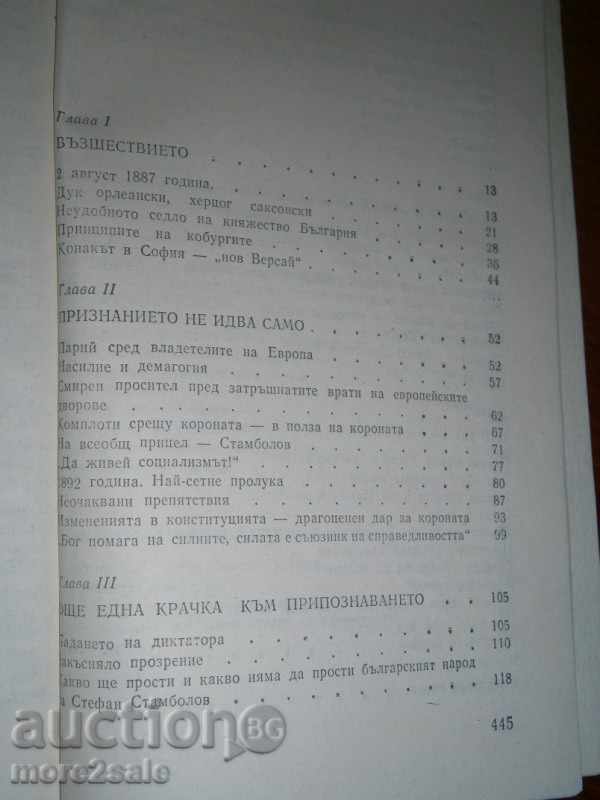 Глава I
ВЪЗШЕСТВИЕТО . . . . . . . . . 13
2 август 1887 година. . . . . . . . 13
Дук орлеански, херцог саксонски . . . . 21
Неудобното седло на княжество България . . . 28
Принципите на кобургите . . . . . . 36
Конакът в София — „нов Версай“ . . . . . 44
Глава II
ПРИЗНАНИЕТО НЕ ИДВА САМО . . . . . 52
Парий сред владетелите на Европа . . . . 52
Насилие и демагогия . . . . . . . 57
Емирен просител пред затръшнатите врати на европейските
дворове . . . . . . . . . . 62
Комплоти срещу короната — в полза на короната . . 67
На всеобщ прицел — Стамболов . . . . . 71
„Да живей социализмът!“ . . . . . . 77
1892 година. Най-сетне пролука . . . . . 80
Неочаквани препятствия . . . . . . 87
Измененията в конституцията — драгоценен дар за короната 93
„Бог помага на силните, силата е съюзник на справедливостта“ 99
Глава III
ОЩЕ ЕДНА КРАЧКА КЪМ ПРИПОЗНАВАНЕТО . . 105
Падането на диктатора . . . . . . . 105
Закъсняло прозрение . . . . . . . 110
Какво ще прости и какво няма да прости българският народ
на Стефан Стамболов . . . . . . . 118
445
auctionBG
more2sale